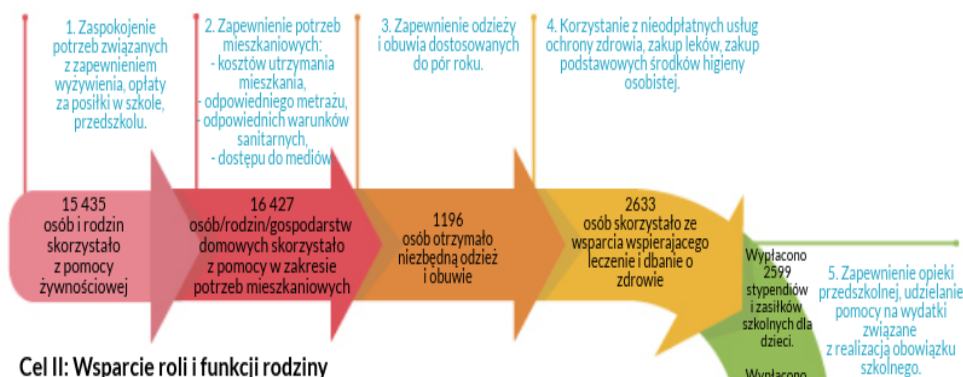 1. Zaspokojenie
potrzeb związanych
z zapewnieniem
wyżywienia, opłaty
za posiłki w szkole,
przedszkolu.
2. Zapewnienie potrzeb
mieszkaniowych:
- kosztów utrzymania
mieszkania,
- odpowiedniego metrażu,
- odpowiednich warunków
sanitarnych,
- dostępu do mediów
3. Zapewnienie odzieży
i obuwia dostosowanych
do pór roku.
4. Korzystanie z nieodpłatnych usług
ochrony zdrowia, zakup leków, zakup
podstawowych środków higieny
osobistej.
15 435
osób i rodzin
skorzystało
z pomocy
żywnościowej
16 427
osób/rodzin/gospodarstw
domowych skorzystało
z pomocy w zakresie
potrzeb mieszkaniowych
1196
osób otrzymało
niezbędną odzież
i obuwie
2633
osób skorzystało ze
wsparcia wspierajacego
leczenie i dbanie o
zdrowie
Wypłacono
2599
stypendiów
i zasiłków
szkolnych dla
dzieci.
5. Zapewnienie opieki
przedszkolnej, udzielanie
pomocy na wydatki
związane
z realizacją obowiązku
szkolnego.
Wypłacono
Cel II: Wsparcie roli i funkcji rodziny